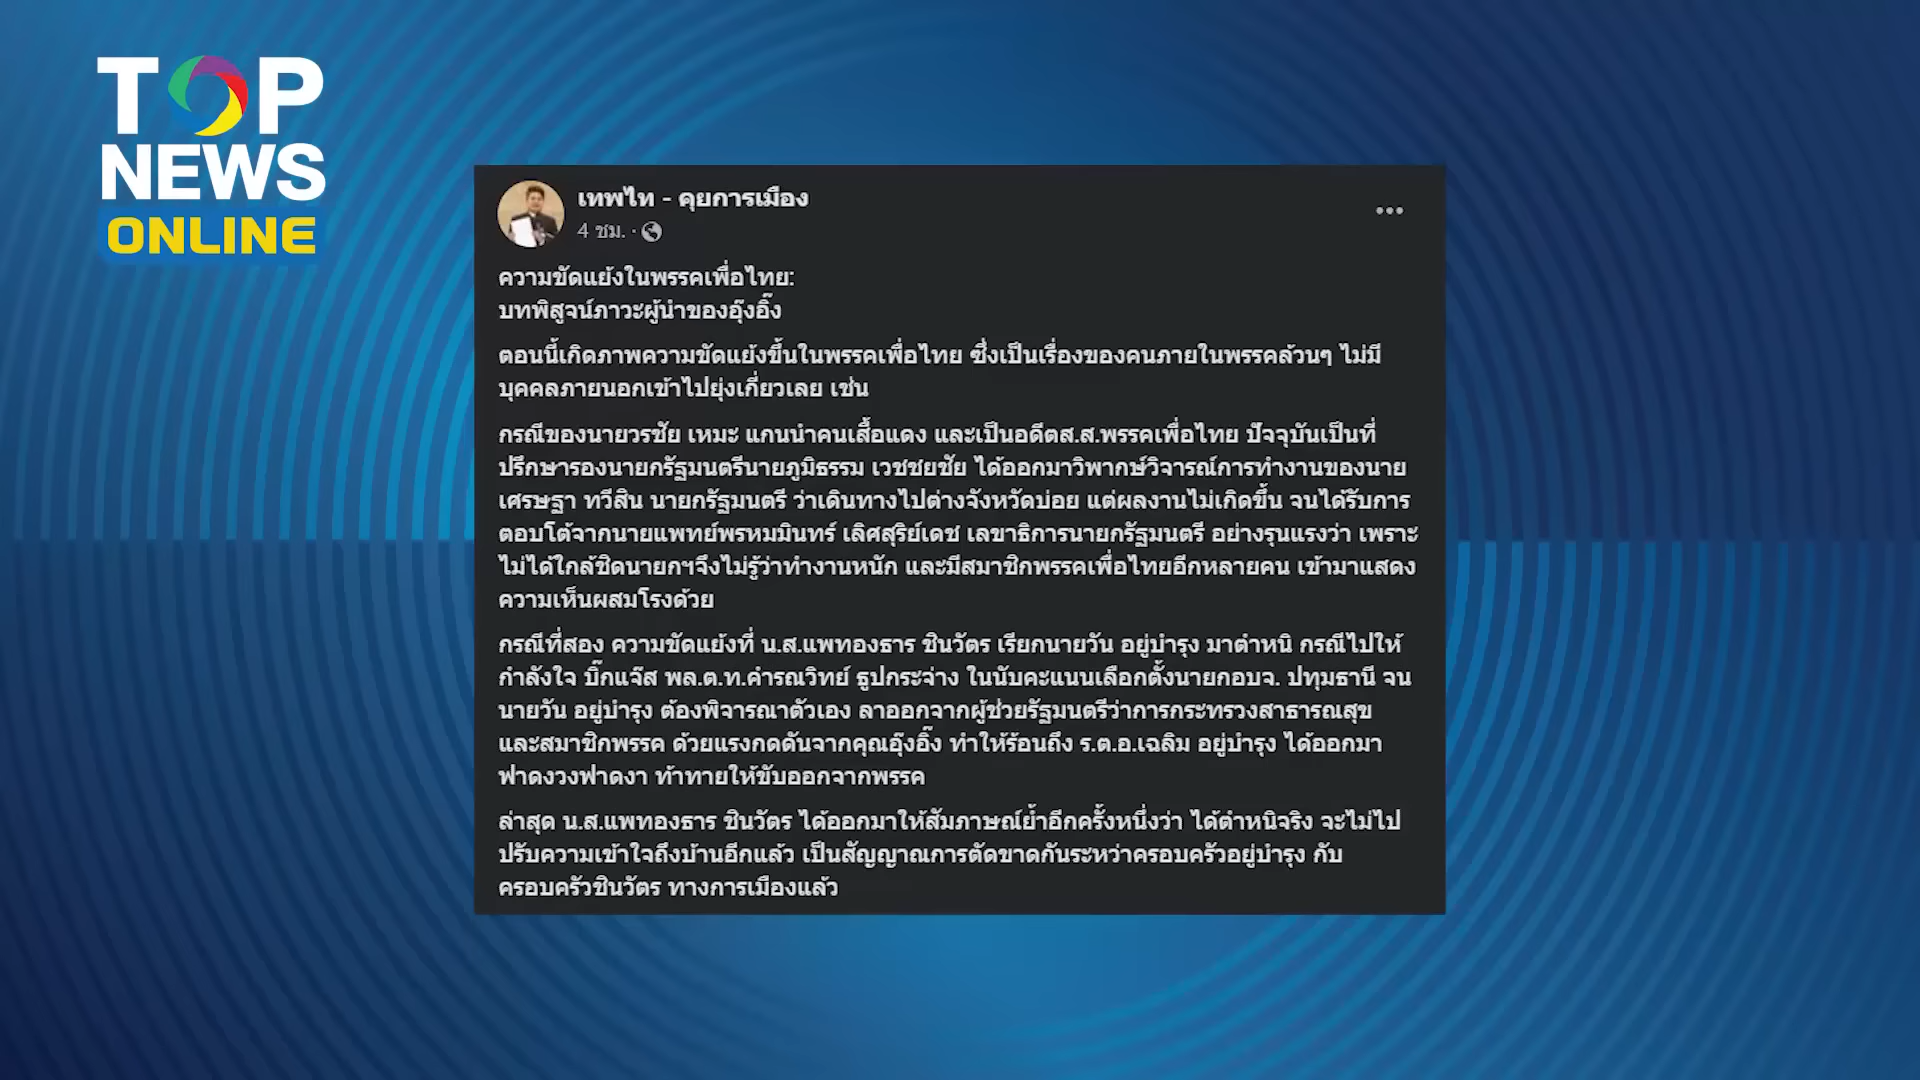 TOP
NEWS
ONLINE
เทพไท - คุยการเมือง
4 ชม. ·
ความขัดแย้งในพรรคเพื่อไทย:
บทพิสูจน์ภาวะผู้นำของอุ๊งอิ๊ง
ตอนนี้เกิดภาพความขัดแย้งขึ้นในพรรคเพื่อไทย ซึ่งเป็นเรื่องของคนภายในพรรคล้วนๆ ไม่มี
บุคคลภายนอกเข้าไปยุ่งเกี่ยวเลย เช่น
กรณีของนายวรชัย เหมะ แกนนำคนเสื้อแดง และเป็นอดีตส.ส.พรรคเพื่อไทย ปัจจุบันเป็นที่
ปรึกษารองนายกรัฐมนตรีนายภูมิธรรม เวชชยชัย ได้ออกมาวิพากษ์วิจารณ์การทำงานของนาย
เศรษฐา ทวีสิน นายกรัฐมนตรี ว่าเดินทางไปต่างจังหวัดบ่อย แต่ผลงานไม่เกิดขึ้น จนได้รับการ
ตอบโต้จากนายแพทย์พรหมมินทร์ เลิศสุริย์เดช เลขาธิการนายกรัฐมนตรี อย่างรุนแรงว่า เพราะ
ไม่ได้ใกล้ชิดนายกฯจึงไม่รู้ว่าทำงานหนัก และมีสมาชิกพรรคเพื่อไทยอีกหลายคน เข้ามาแสดง
ความเห็นผสมโรงด้วย
กรณีที่สอง ความขัดแย้งที่ น.ส.แพทองธาร ชินวัตร เรียกนายวัน อยู่บำรุง มาตำหนิ กรณีไปให้
กำลังใจ บิ๊กแจ๊ส พล.ต.ท.คำรณวิทย์ ธูปกระจ่าง ในนับคะแนนเลือกตั้งนายกอบจ. ปทุมธานี จน
นายวัน อยู่บำรุง ต้องพิจารณาตัวเอง ลาออกจากผู้ช่วยรัฐมนตรีว่าการกระทรวงสาธารณสุข
และสมาชิกพรรค ด้วยแรงกดดันจากคุณอุ๊งอิ๊ง ทำให้ร้อนถึง ร.ต.อ.เฉลิม อยู่บำรุง ได้ออกมา
ฟาดงวงฟาดงา ท้าทายให้ขับออกจากพรรค
ล่าสุด น.ส.แพทองธาร ชินวัตร ได้ออกมาให้สัมภาษณ์ย้ำอีกครั้งหนึ่งว่า ได้ตำหนิจริง จะไม่ไป
ปรับความเข้าใจถึงบ้านอีกแล้ว เป็นสัญญาณการตัดขาดกันระหว่าครอบครัวอยู่บำรุง กับ
ครอบครัวชินวัตร ทางการเมืองแล้ว